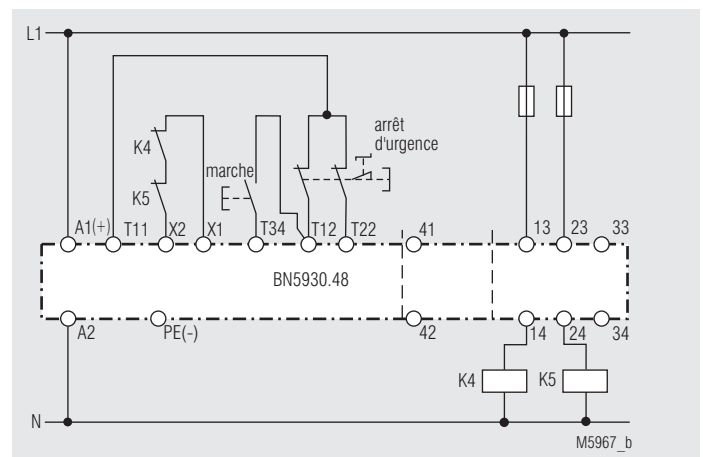 L1
arrêt
d'urgence
K4
marche
K5
A1(+) T11 X2 X1 T34 T12 T22 41 13 23 33
BN5930.48
A2 PE(-) 42 14 24 34
K4 K5
N
M5967_b